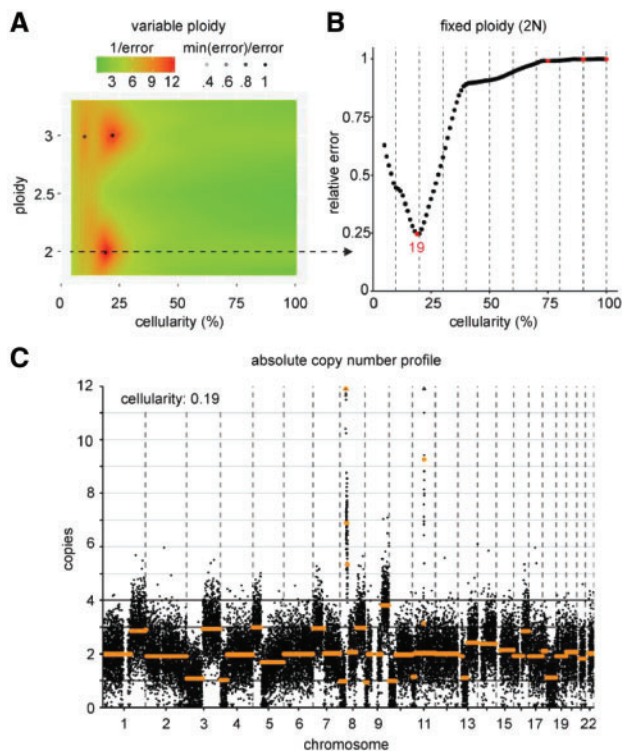 A
variable ploidy
1/error
min(error)/error
3 6 9 12
.4 .6 .8 1
ploidy
3
2.5
2
0 25 50 75 100
cellularity (%)
B
fixed ploidy (2N)
relative error
1
0.75
0.5
0.25
0
19
0 25 50 75 100
cellularity (%)
C
absolute copy number profile
cellularity: 0.19
copies
12
10
8
6
4
2
0
1 2 3 4 5 6 7 8 9 11 13 15 17 19 22
chromosome